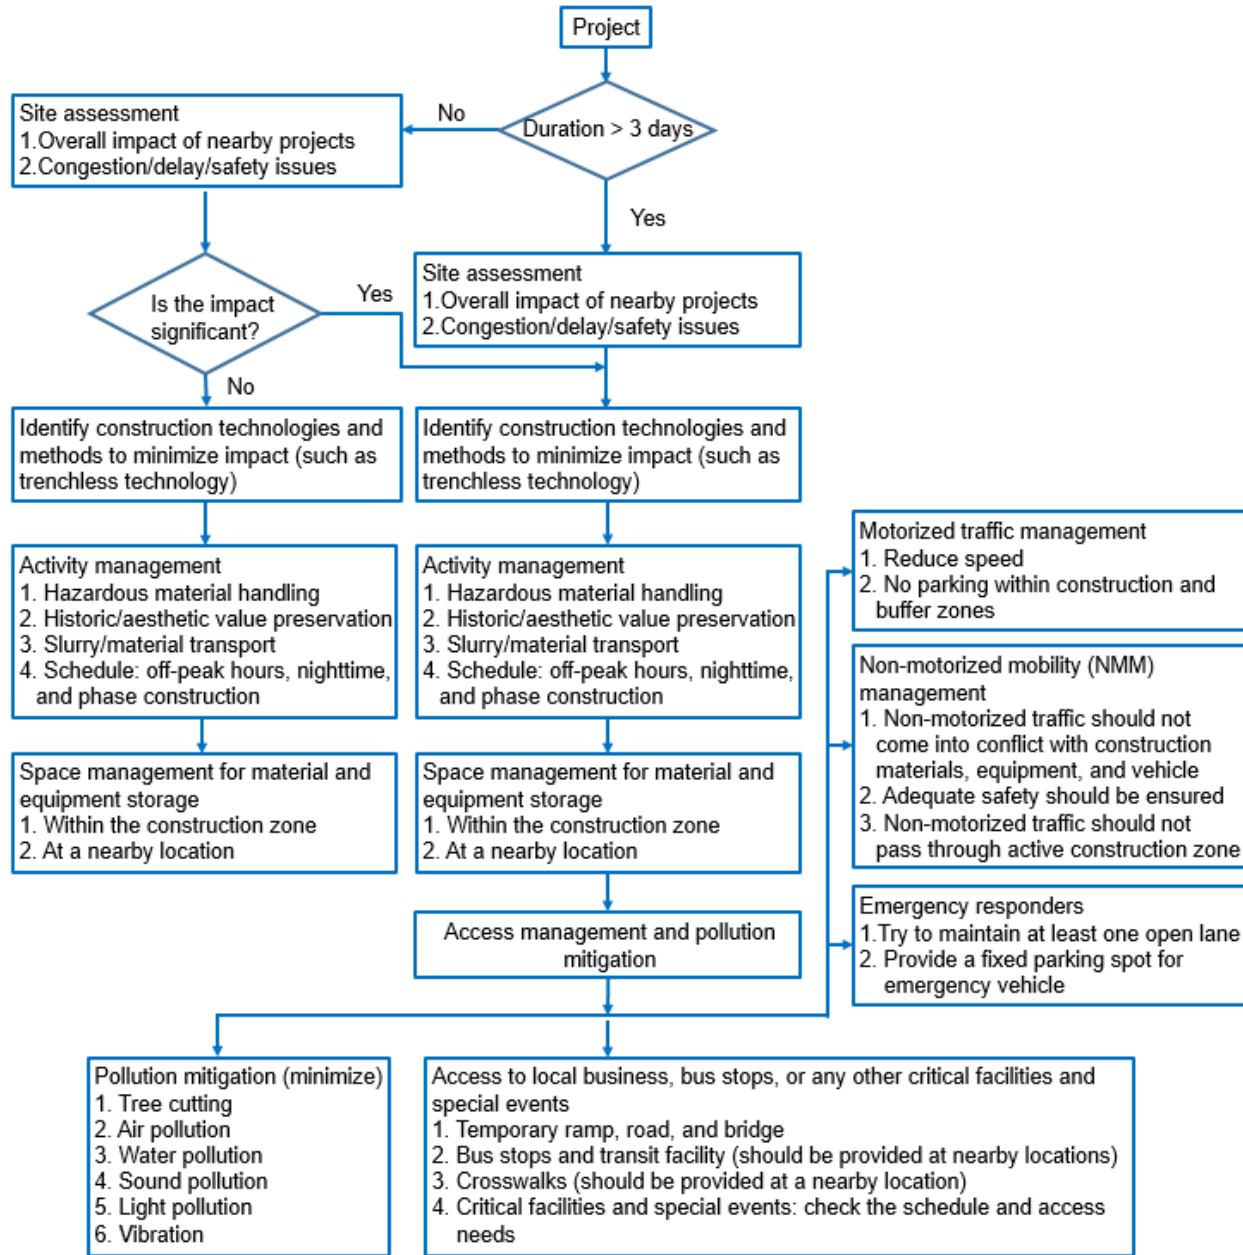 Project
Duration > 3 days
No
Yes
Site assessment
1.Overall impact of nearby projects
2.Congestion/delay/safety issues
Is the impact
significant?
Yes
No
Site assessment
1.Overall impact of nearby projects
2.Congestion/delay/safety issues
Identify construction technologies and
methods to minimize impact (such as
trenchless technology)
Activity management
1. Hazardous material handling
2. Historic/aesthetic value preservation
3. Slurry/material transport
4. Schedule: off-peak hours, nighttime,
and phase construction
Space management for material and
equipment storage
1. Within the construction zone
2. At a nearby location
Identify construction technologies and
methods to minimize impact (such as
trenchless technology)
Activity management
1. Hazardous material handling
2. Historic/aesthetic value preservation
3. Slurry/material transport
4. Schedule: off-peak hours, nighttime,
and phase construction
Space management for material and
equipment storage
1. Within the construction zone
2. At a nearby location
Access management and pollution
mitigation
Motorized traffic management
1. Reduce speed
2. No parking within construction and
buffer zones
Non-motorized mobility (NMM)
management
1. Non-motorized traffic should not
come into conflict with construction
materials, equipment, and vehicle
2. Adequate safety should be ensured
3. Non-motorized traffic should not
pass through active construction zone
Emergency responders
1.Try to maintain at least one open lane
2. Provide a fixed parking spot for
emergency vehicle
Pollution mitigation (minimize)
1. Tree cutting
2. Air pollution
3. Water pollution
4. Sound pollution
5. Light pollution
6. Vibration
Access to local business, bus stops, or any other critical facilities and
special events
1. Temporary ramp, road, and bridge
2. Bus stops and transit facility (should be provided at nearby locations)
3. Crosswalks (should be provided at a nearby location)
4. Critical facilities and special events: check the schedule and access
needs